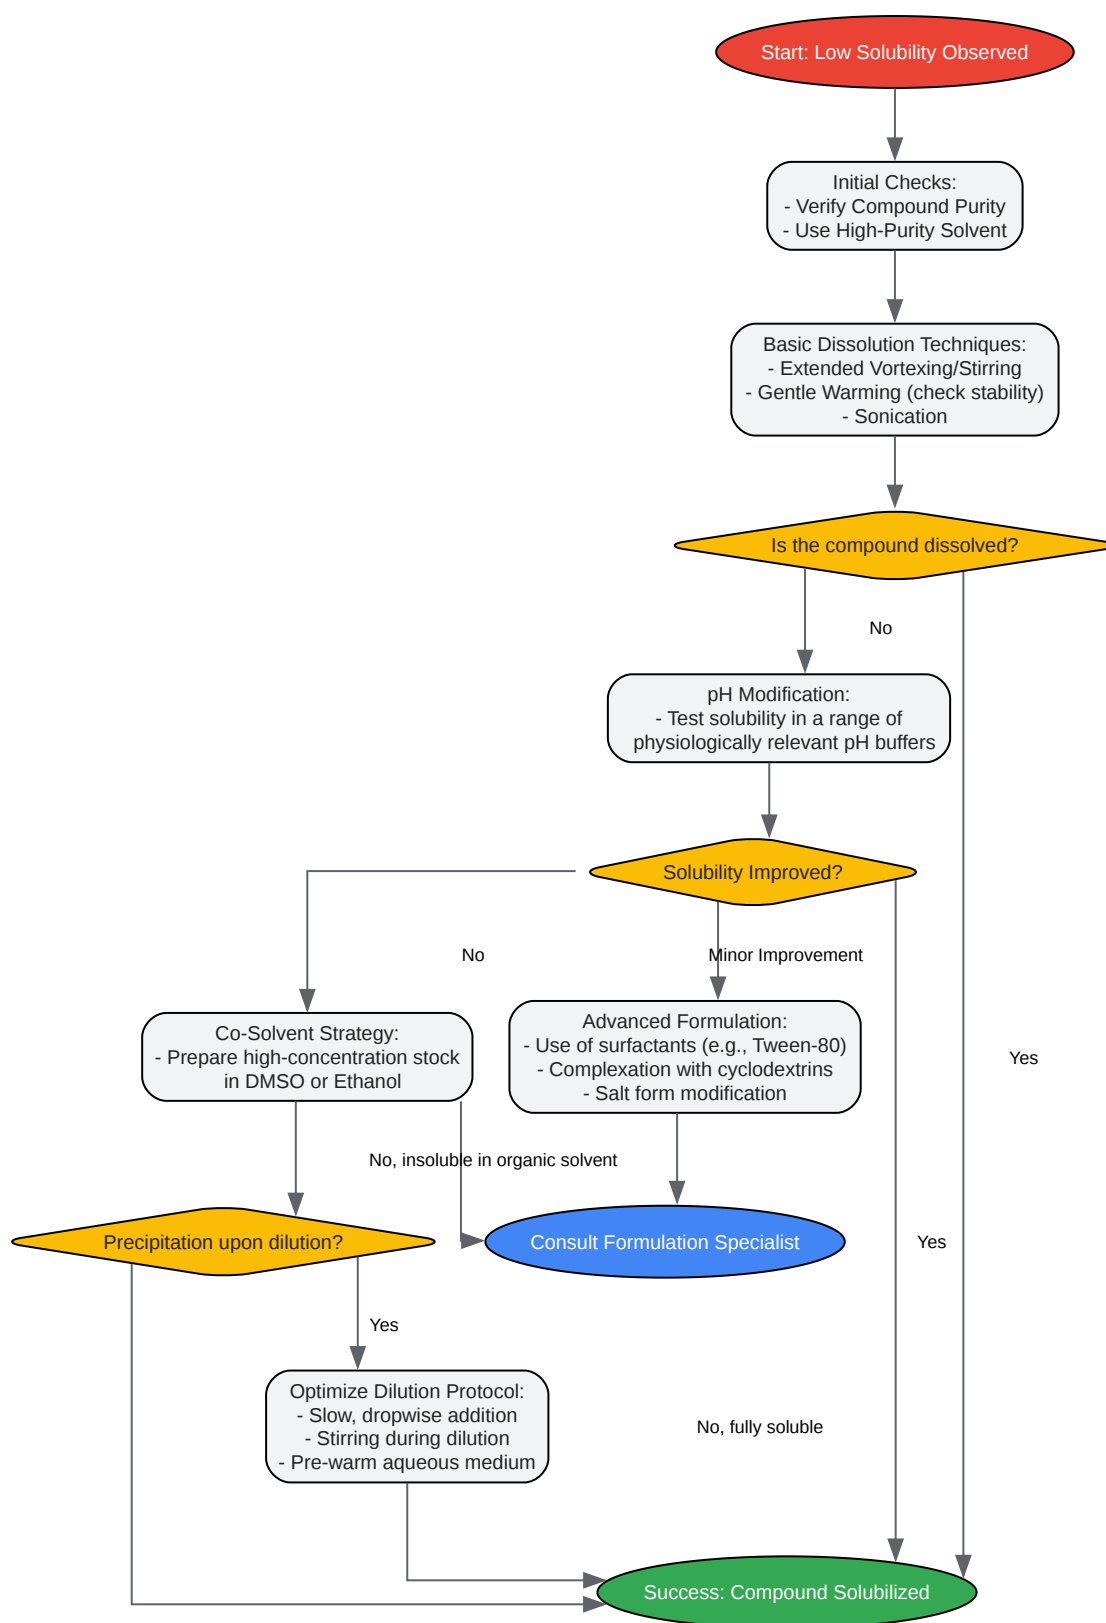 Start: Low Solubility Observed
Initial Checks:
- Verify Compound Purity
- Use High-Purity Solvent
Basic Dissolution Techniques:
- Extended Vortexing/Stirring
- Gentle Warming (check stability)
- Sonication
Is the compound dissolved?
No
pH Modification:
- Test solubility in a range of
physiologically relevant pH buffers
Solubility Improved?
No
Minor Improvement
Co-Solvent Strategy:
- Prepare high-concentration stock
in DMSO or Ethanol
Advanced Formulation:
- Use of surfactants (e.g., Tween-80)
- Complexation with cyclodextrins
- Salt form modification
Yes
No, insoluble in organic solvent
Precipitation upon dilution?
Consult Formulation Specialist
Yes
Yes
Optimize Dilution Protocol:
- Slow, dropwise addition
- Stirring during dilution
- Pre-warm aqueous medium
No, fully soluble
Success: Compound Solubilized